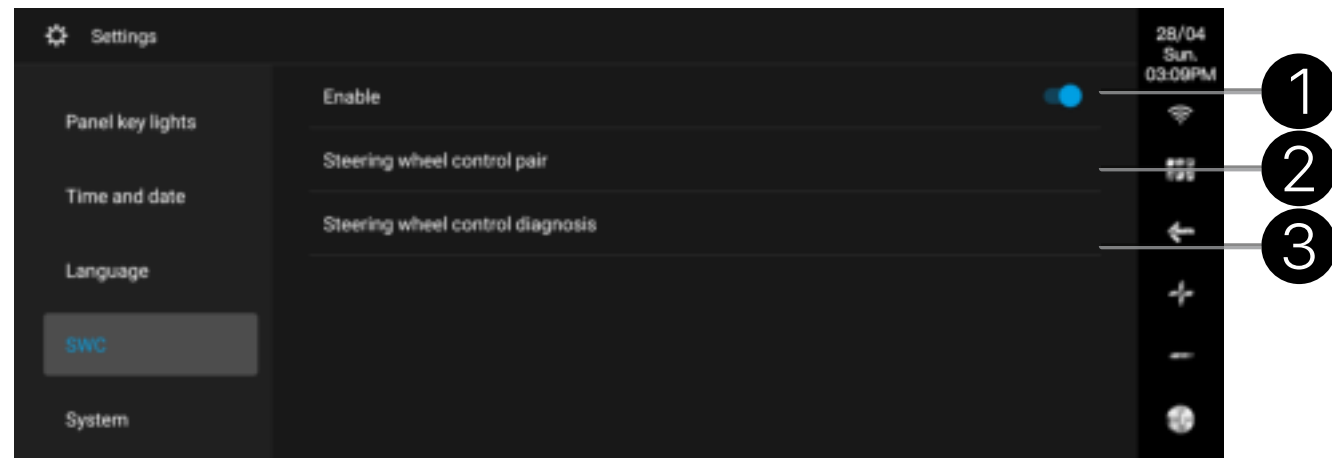 Settings
28/04
Sun.
03:09PM
Panel key lights
Time and date
Language
SWC
System
Enable
Steering wheel control pair
Steering wheel control diagnosis
1
2
3